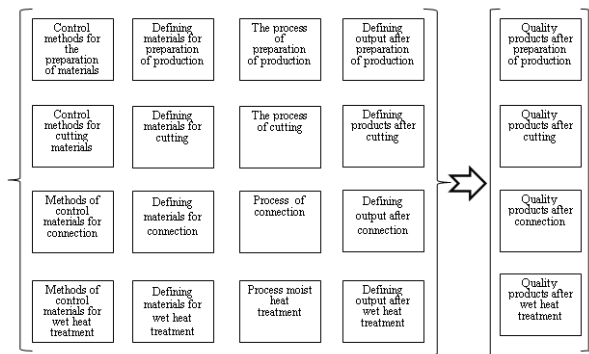 Control
methods for
the
preparation
of materials
Defining
materials for
preparation
of production
The process
of
preparation
of production
Defining
output after
preparation
of production
Quality
products after
preparation
of production
Control
methods for
cutting
materials
Defining
materials for
cutting
The process
of cutting
Defining
products after
cutting
Quality
products after
cutting
Methods of
control
materials for
connection
Defining
materials for
connection
Process of
connection
Defining
output after
connection
Quality
products after
connection
Methods of
control
materials for
wet heat
treatment
Defining
materials for
wet heat
treatment
Process moist
heat
treatment
Defining
output after
wet heat
treatment
Quality
products after
wet heat
treatment